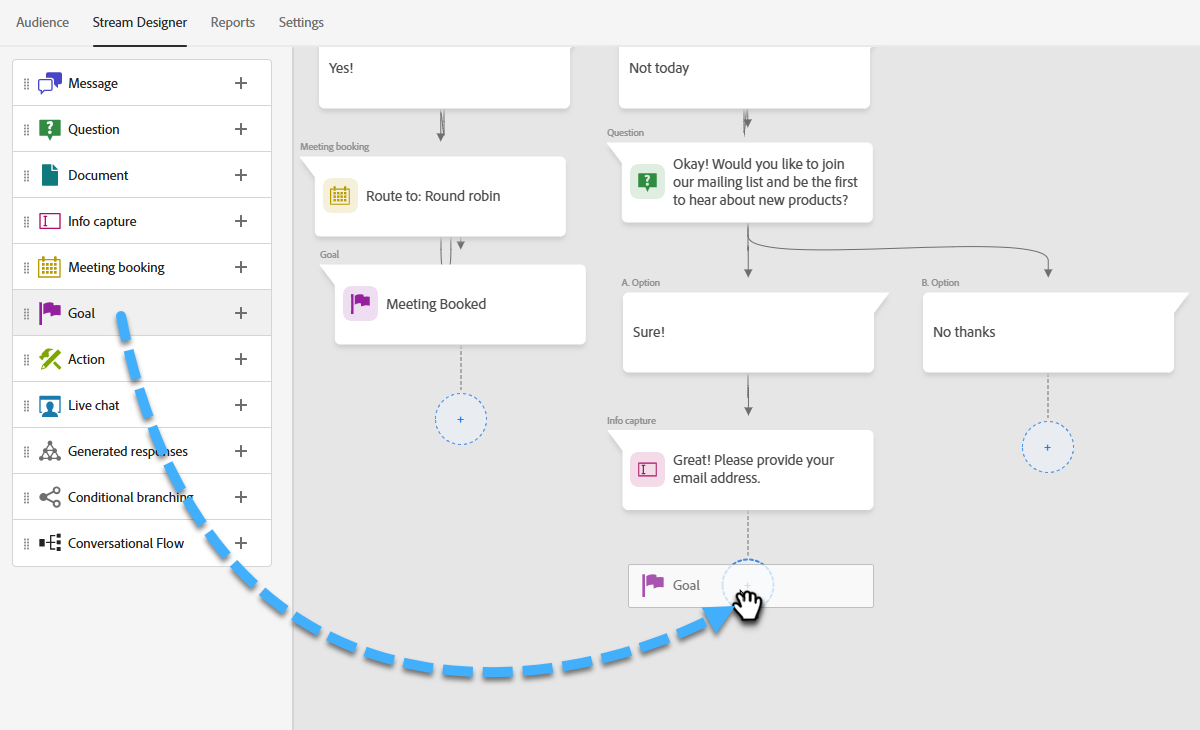 Audience
Stream Designer
Reports
Settings
Message
Question
Document
Info capture
Meeting booking
Goal
Action
Live chat
Generated responses
Conditional branching
Conversational Flow
Yes!
Not today
Meeting booking
Route to: Round robin
Question
Okay! Would you like to join
our mailing list and be the first
to hear about new products?
Goal
Meeting Booked
A. Option
Sure!
B. Option
No thanks
Info capture
Great! Please provide your
email address.
Goal